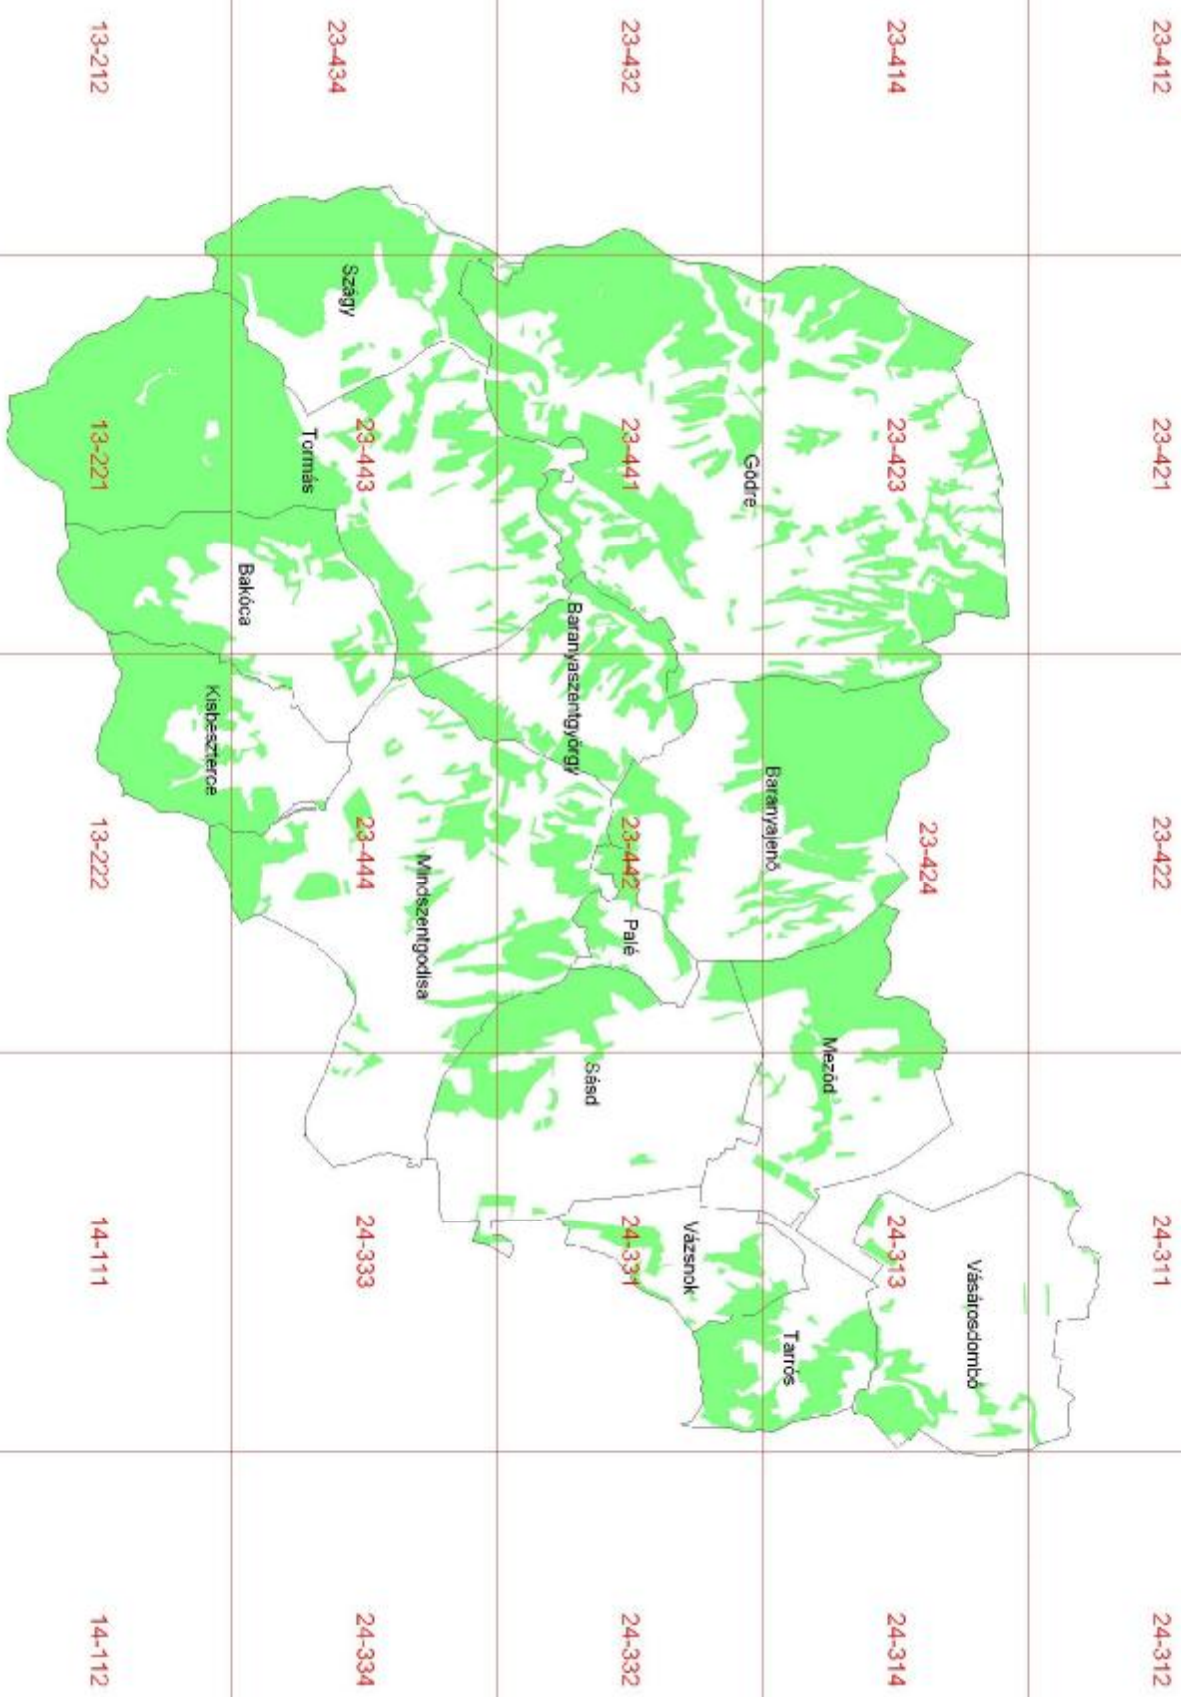 23-412
23-421
23-422
24-311
24-312
Vásárosdombó
23-414
23-423
23-424
24-313
24-314
Meződ
Tarrós
Baranyajenő
Gödre
Vázsnok
23-432
23-441
23-442
Palé
24-331
24-332
Sásd
Baranyaszentgyörgy
Mindszentgodisa
23-434
23-443
23-444
24-333
24-334
Szágy
Tormás
Bakóca
Kisbeszterce
13-212
13-221
13-222
14-111
14-112